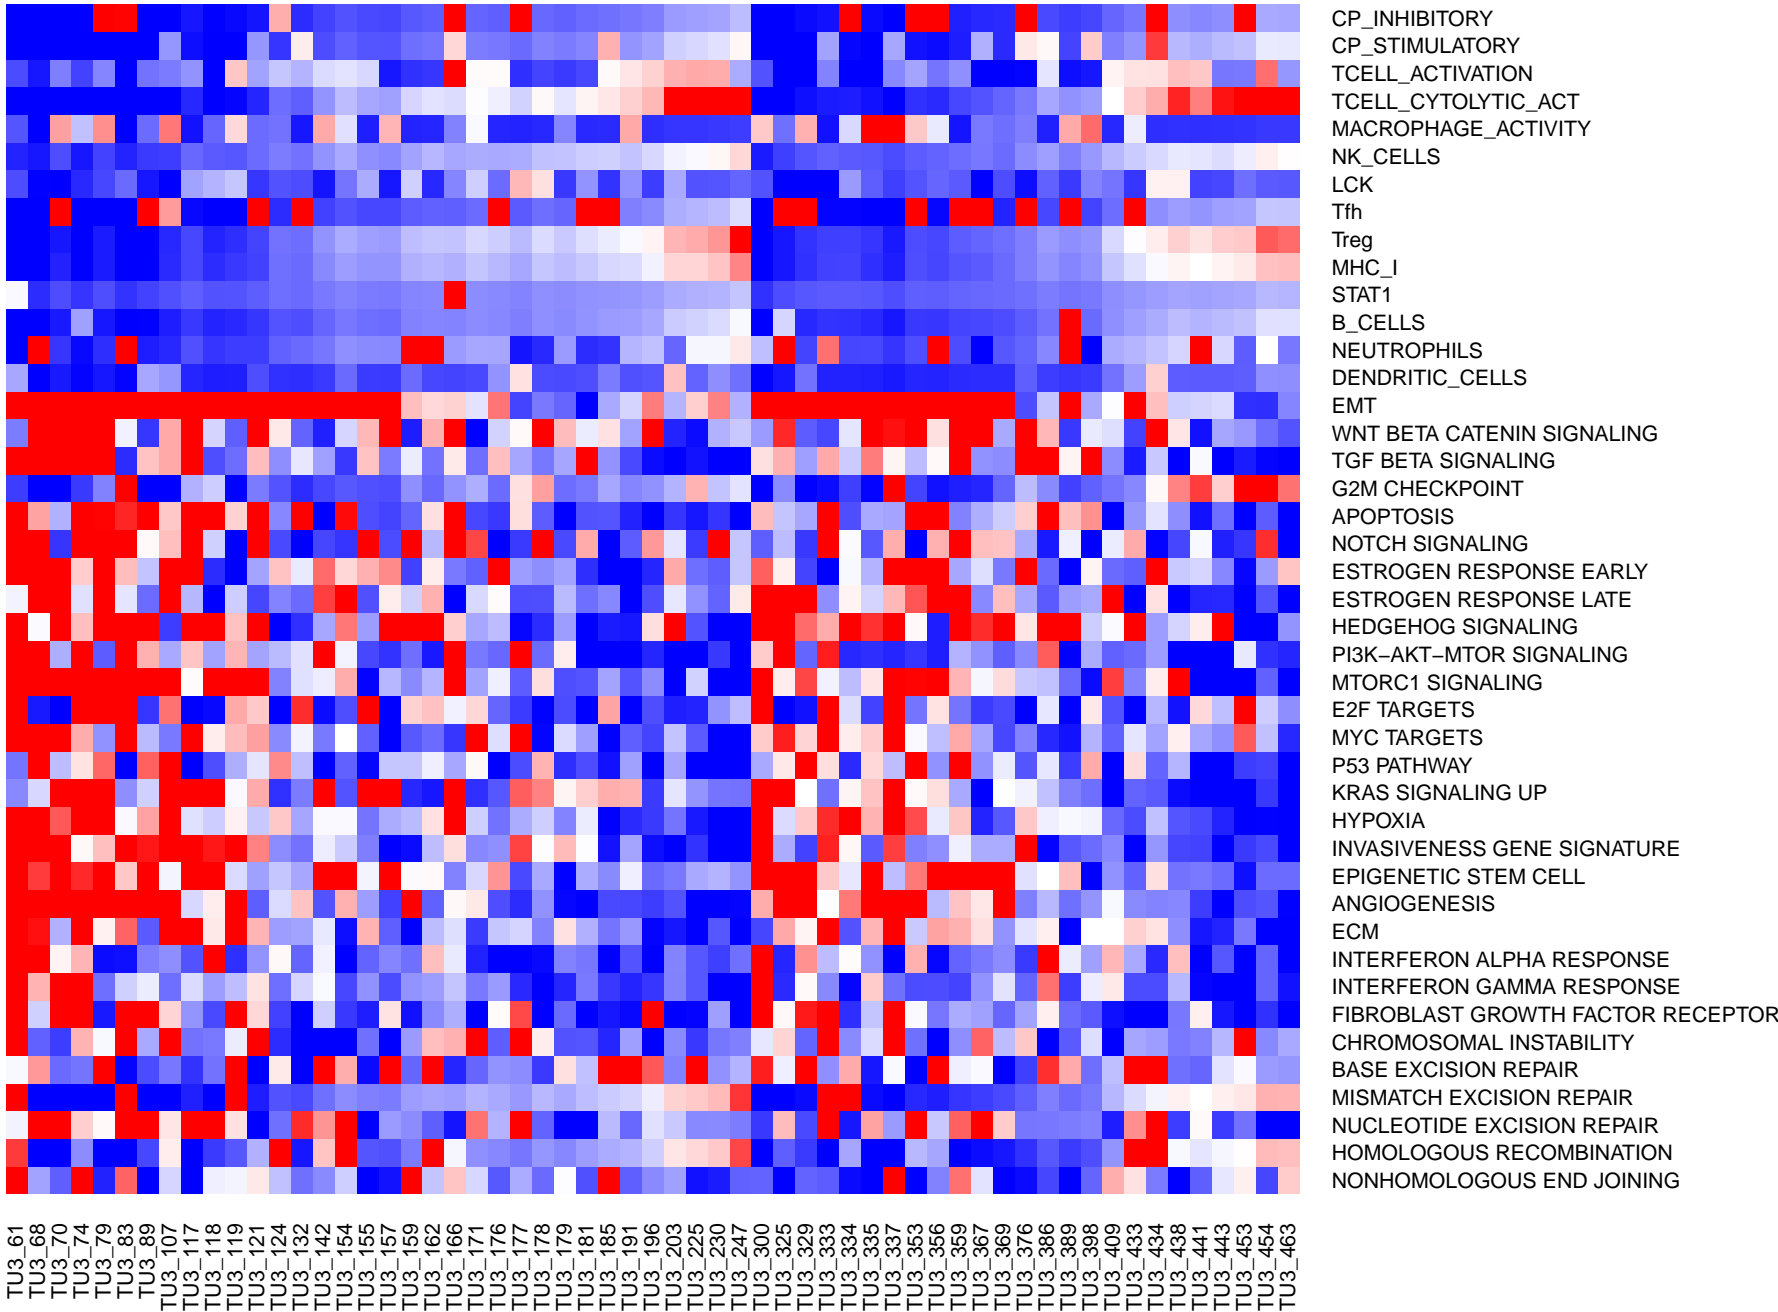 CP_INHIBITORY
CP_STIMULATORY
TCELL_ACTIVATION
TCELL_CYTOLYTIC_ACT
MACROPHAGE_ACTIVITY
NK_CELLS
LCK
Tfh
Treg
MHC_I
STAT1
B_CELLS
NEUTROPHILS
DENDRITIC_CELLS
EMT
WNT BETA CATENIN SIGNALING
TGF BETA SIGNALING
G2M CHECKPOINT
APOPTOSIS
NOTCH SIGNALING
ESTROGEN RESPONSE EARLY
ESTROGEN RESPONSE LATE
HEDGEHOG SIGNALING
PI3K−AKT−MTOR SIGNALING
MTORC1 SIGNALING
E2F TARGETS
MYC TARGETS
P53 PATHWAY
KRAS SIGNALING UP
HYPOXIA
INVASIVENESS GENE SIGNATURE
EPIGENETIC STEM CELL
ANGIOGENESIS
ECM
INTERFERON ALPHA RESPONSE
INTERFERON GAMMA RESPONSE
FIBROBLAST GROWTH FACTOR RECEPTOR
CHROMOSOMAL INSTABILITY
BASE EXCISION REPAIR
MISMATCH EXCISION REPAIR
NUCLEOTIDE EXCISION REPAIR
HOMOLOGOUS RECOMBINATION
NONHOMOLOGOUS END JOINING
TU3_61
TU3_68
TU3_70
TU3_74
TU3_79
TU3_83
TU3_89
TU3_107
TU3_117
TU3_118
TU3_119
TU3_121
TU3_124
TU3_132
TU3_142
TU3_154
TU3_155
TU3_157
TU3_159
TU3_162
TU3_166
TU3_171
TU3_176
TU3_177
TU3_178
TU3_179
TU3_181
TU3_185
TU3_191
TU3_196
TU3_203
TU3_225
TU3_230
TU3_247
TU3_300
TU3_325
TU3_329
TU3_333
TU3_334
TU3_335
TU3_337
TU3_353
TU3_356
TU3_359
TU3_367
TU3_369
TU3_376
TU3_386
TU3_389
TU3_398
TU3_409
TU3_433
TU3_434
TU3_438
TU3_441
TU3_443
TU3_453
TU3_454
TU3_463